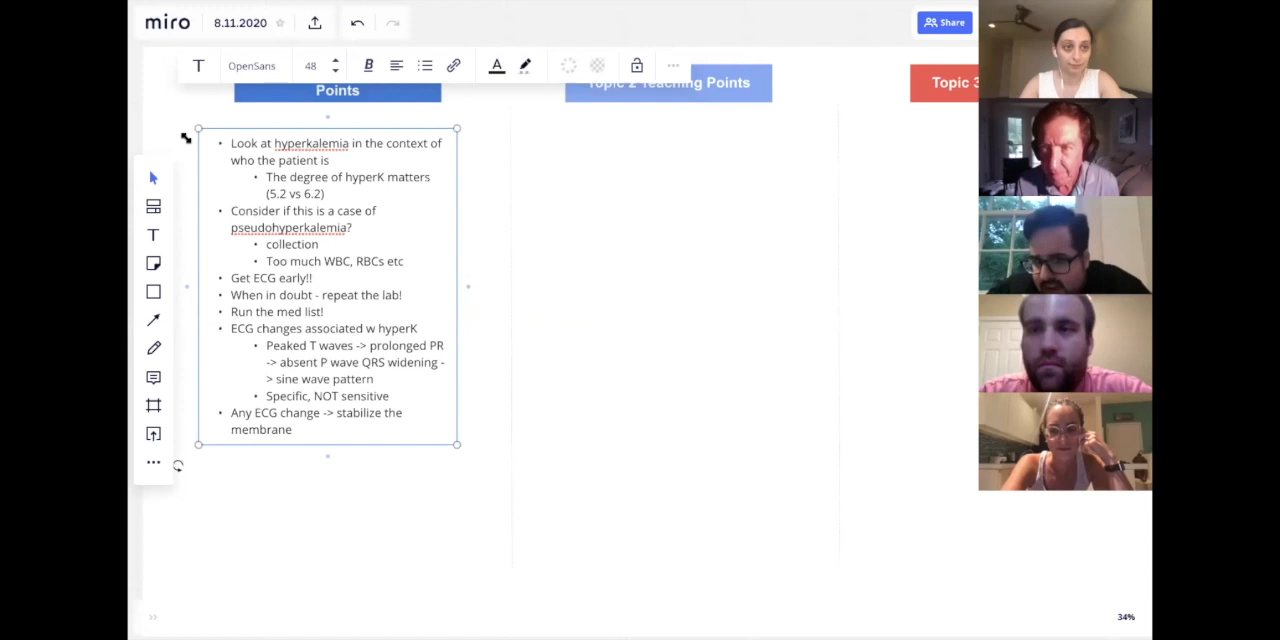 miro
8.11.2020
Share
OpenSans
48
B
A
Points
Topic 2 Teaching Points
Topic 3
• Look at hyperkalemia in the context of
who the patient is
• The degree of hyperK matters
(5.2 vs 6.2)
• Consider if this is a case of
pseudohyperkalemia?
• collection
• Too much WBC, RBCs etc
• Get ECG early!!
• When in doubt - repeat the lab!
• Run the med list!
• ECG changes associated w hyperK
• Peaked T waves -> prolonged PR
-> absent P wave QRS widening -
> sine wave pattern
• Specific, NOT sensitive
• Any ECG change -> stabilize the
membrane
34%